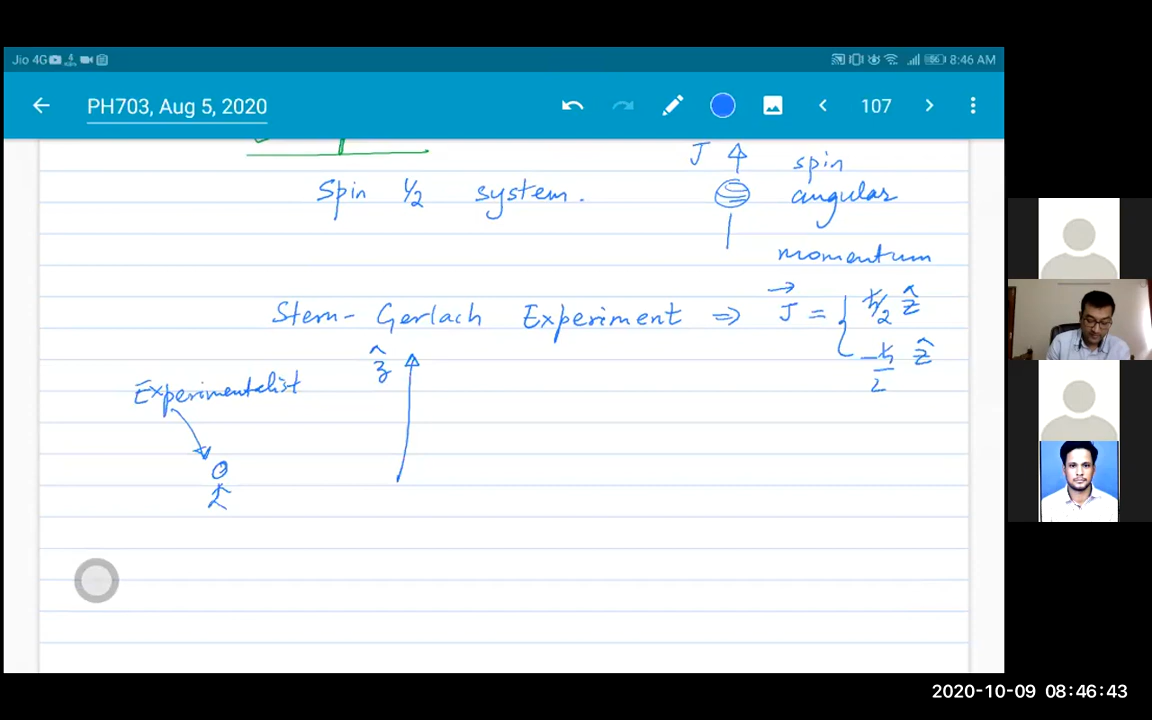 Jio 4G 8:46 AM
PH703, Aug 5, 2020 107
J spin
Spin 1/2 system. angular
momentum
Stern-Gerlach Experiment ⇒ J⃗ = { ħ/2 ẑ
-ħ/2 ẑ
ẑ
Experimentalist
2020-10-09 08:46:43